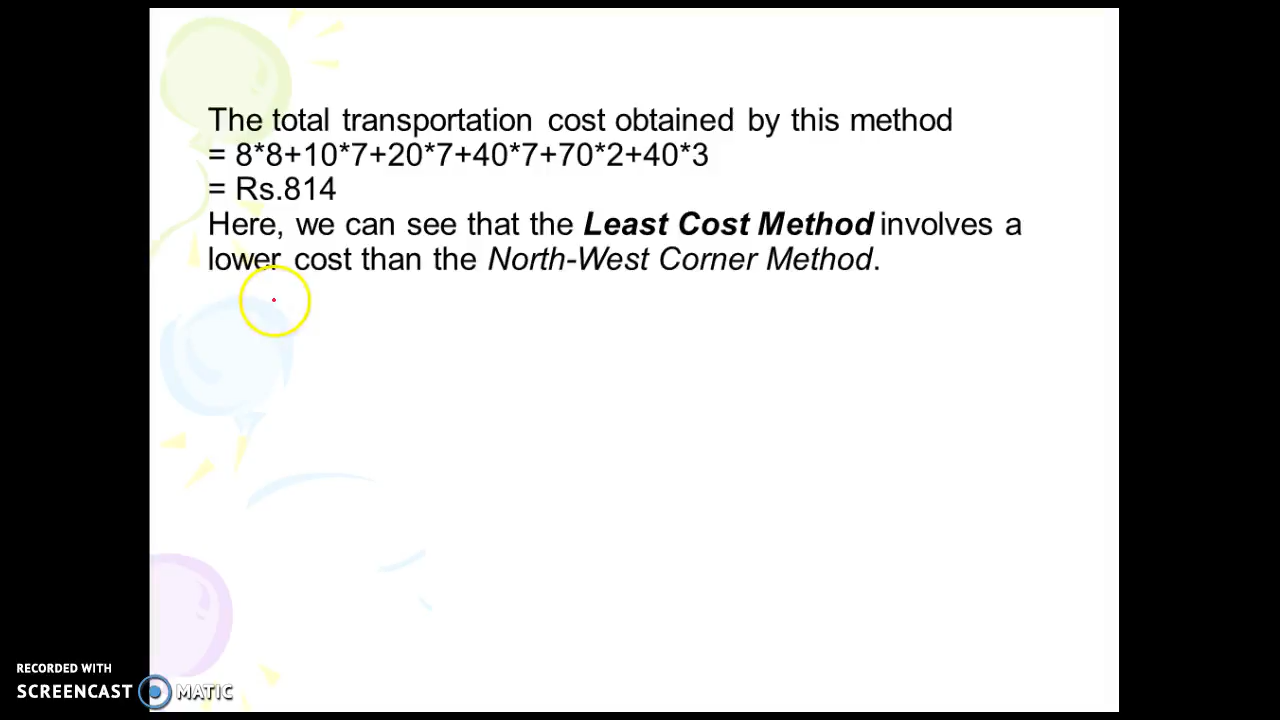 The total transportation cost obtained by this method
= 8*8+10*7+20*7+40*7+70*2+40*3
= Rs.814
Here, we can see that the Least Cost Method involves a
lower cost than the North-West Corner Method.
RECORDED WITH
SCREENCAST MATIC